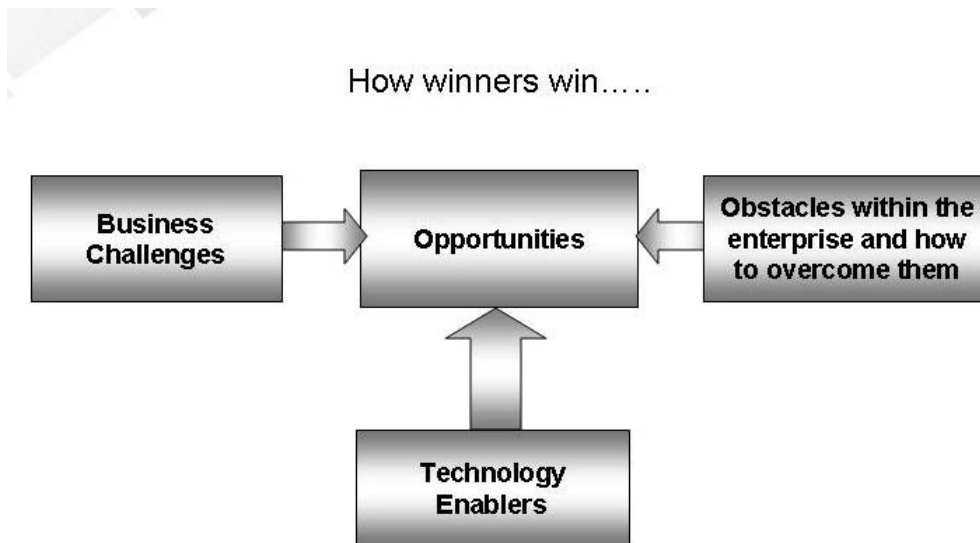 How winners win.....
Business
Challenges
Opportunities
Obstacles within the
enterprise and how
to overcome them
Technology
Enablers